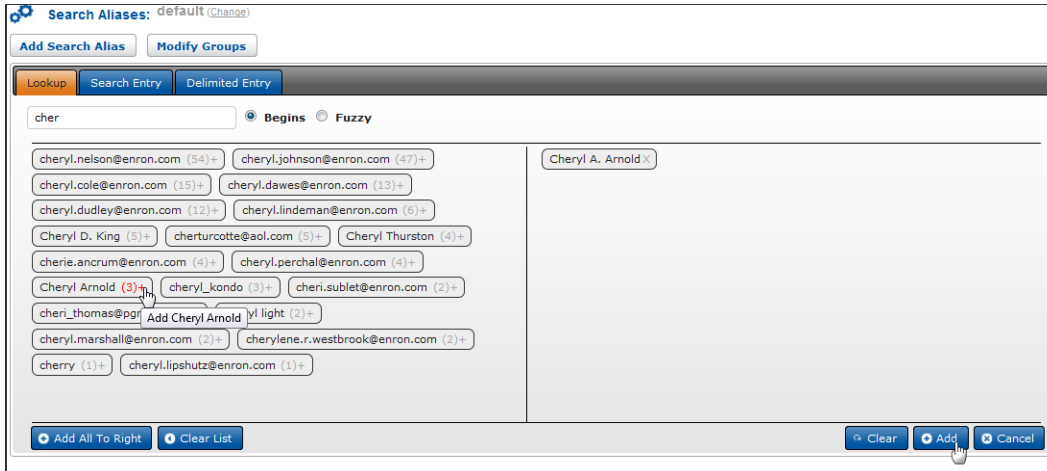 Search Aliases: default (Change)
Add Search Alias Modify Groups
Lookup Search Entry Delimited Entry
cher Begins Fuzzy
cheryl.nelson@enron.com (54)+ cheryl.johnson@enron.com (47)+ Cheryl A. Arnold X
cheryl.cole@enron.com (15)+ cheryl.dawes@enron.com (13)+
cheryl.dudley@enron.com (12)+ cheryl.lindeman@enron.com (6)+
Cheryl D. King (5)+ cherturcotte@aol.com (5)+ Cheryl Thurston (4)+
cherie.ancrum@enron.com (4)+ cheryl.perchal@enron.com (4)+
Cheryl Arnold (3)+ cheryl_kondo (3)+ cheri.sublet@enron.com (2)+
cheri_thomas@pg light (2)+
Add Cheryl Arnold
cheryl.marshall@enron.com (2)+ cherylene.r.westbrook@enron.com (2)+
cherry (1)+ cheryl.lipshutz@enron.com (1)+
Add All To Right Clear List Clear Add Cancel